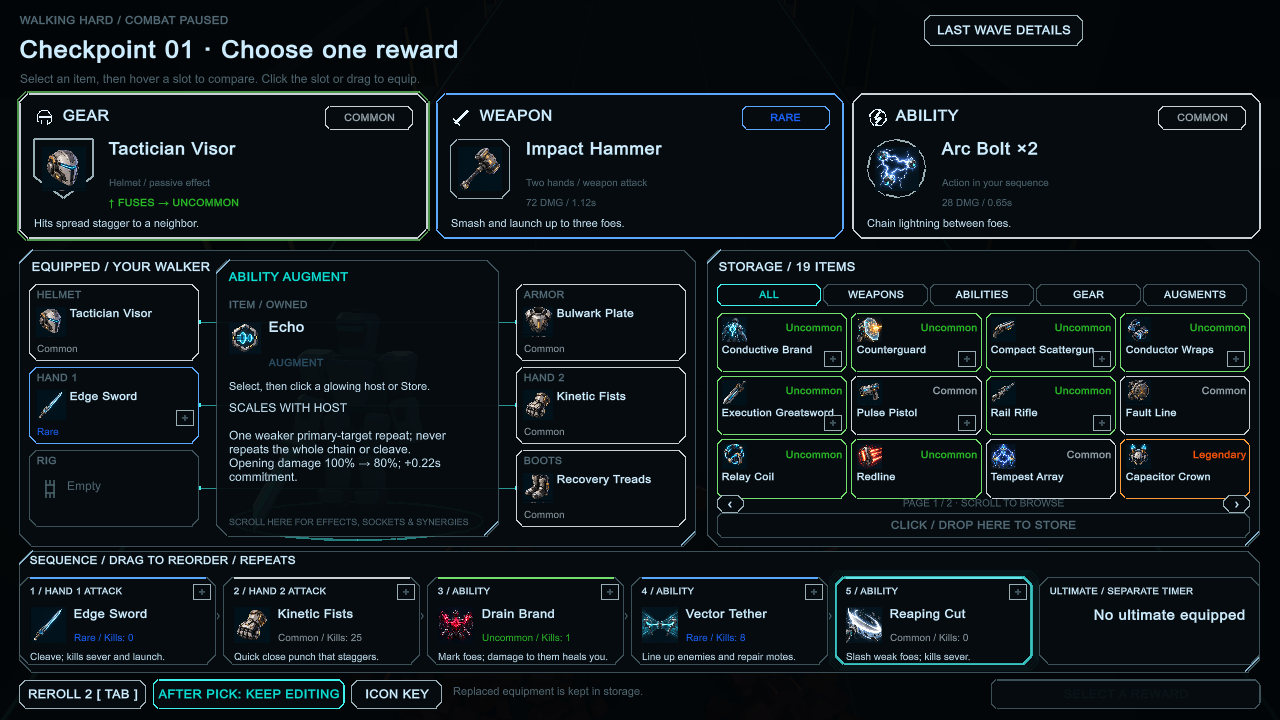 WALKING HARD / COMBAT PAUSED
LAST WAVE DETAILS
Checkpoint 01 · Choose one reward
Select an item, then hover a slot to compare. Click the slot or drag to equip.
GEAR
COMMON
Tactician Visor
Helmet / passive effect
↑ FUSES → UNCOMMON
Hits spread stagger to a neighbor.
WEAPON
RARE
Impact Hammer
Two hands / weapon attack
72 DMG / 1.12s
Smash and launch up to three foes.
ABILITY
COMMON
Arc Bolt ×2
Action in your sequence
28 DMG / 0.65s
Chain lightning between foes.
EQUIPPED / YOUR WALKER
HELMET
Tactician Visor
Common
HAND 1
Edge Sword
Rare
RIG
Empty
ABILITY AUGMENT
ITEM / OWNED
Echo
AUGMENT
Select, then click a glowing host or Store.
SCALES WITH HOST
One weaker primary-target repeat; never
repeats the whole chain or cleave.
Opening damage 100% → 80%; +0.22s
commitment.
SCROLL HERE FOR EFFECTS, SOCKETS & SYNERGIES
ARMOR
Bulwark Plate
Common
HAND 2
Kinetic Fists
Common
BOOTS
Recovery Treads
Common
STORAGE / 19 ITEMS
ALL
WEAPONS
ABILITIES
GEAR
AUGMENTS
Uncommon
Conductive Brand
Uncommon
Counterguard
Uncommon
Compact Scattergun
Uncommon
Conductor Wraps
Uncommon
Execution Greatsword
Common
Pulse Pistol
Uncommon
Rail Rifle
Common
Fault Line
Uncommon
Relay Coil
Uncommon
Redline
Common
Tempest Array
Legendary
Capacitor Crown
‹
PAGE 1 / 2 · SCROLL TO BROWSE
›
CLICK / DROP HERE TO STORE
SEQUENCE / DRAG TO REORDER / REPEATS
1 / HAND 1 ATTACK
Edge Sword
Rare / Kills: 0
Cleave; kills sever and launch.
2 / HAND 2 ATTACK
Kinetic Fists
Common / Kills: 25
Quick close punch that staggers.
3 / ABILITY
Drain Brand
Uncommon / Kills: 1
Mark foes; damage to them heals you.
4 / ABILITY
Vector Tether
Rare / Kills: 8
Line up enemies and repair motes.
5 / ABILITY
Reaping Cut
Common / Kills: 0
Slash weak foes; kills sever.
ULTIMATE / SEPARATE TIMER
No ultimate equipped
REROLL 2 [ TAB ]
AFTER PICK: KEEP EDITING
ICON KEY
Replaced equipment is kept in storage.
SELECT A REWARD